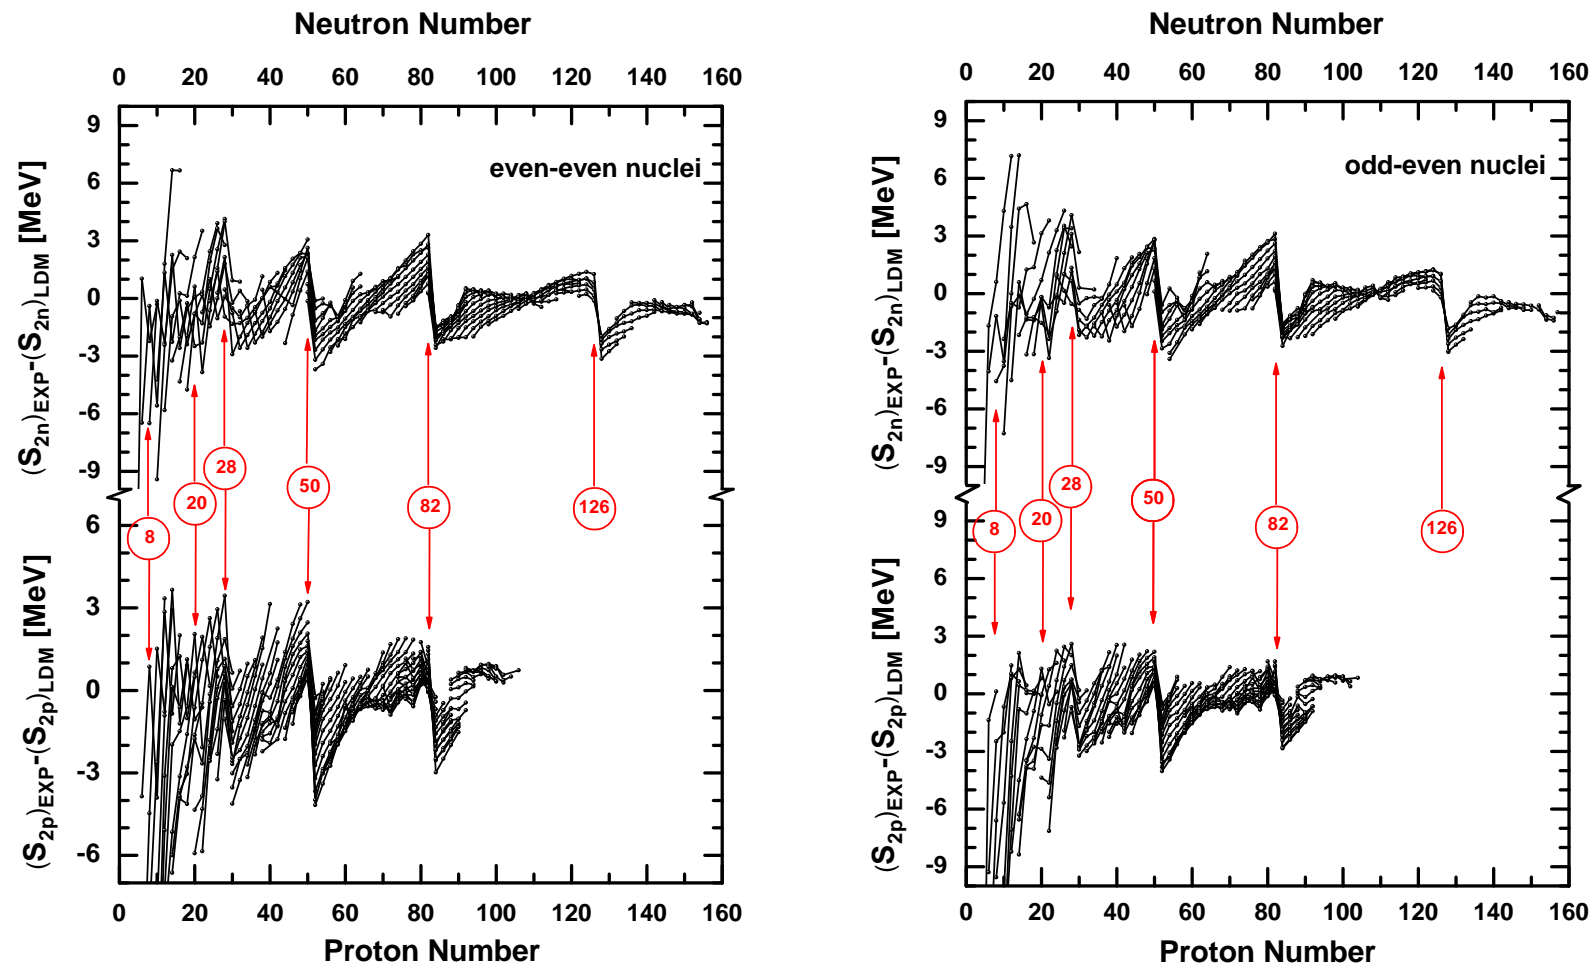 Neutron Number
0 20 40 60 80 100 120 140 160
9
6
3
0
-3
-6
-9
(S2n)EXP-(S2n)LDM [MeV]
even-even nuclei
8
20
28
50
82
126
6
3
0
-3
-6
(S2p)EXP-(S2p)LDM [MeV]
0 20 40 60 80 100 120 140 160
Proton Number
Neutron Number
0 20 40 60 80 100 120 140 160
9
6
3
0
-3
-6
-9
(S2n)EXP-(S2n)LDM [MeV]
odd-even nuclei
8
20
28
50
82
126
9
6
3
0
-3
-6
-9
(S2p)EXP-(S2p)LDM [MeV]
0 20 40 60 80 100 120 140 160
Proton Number